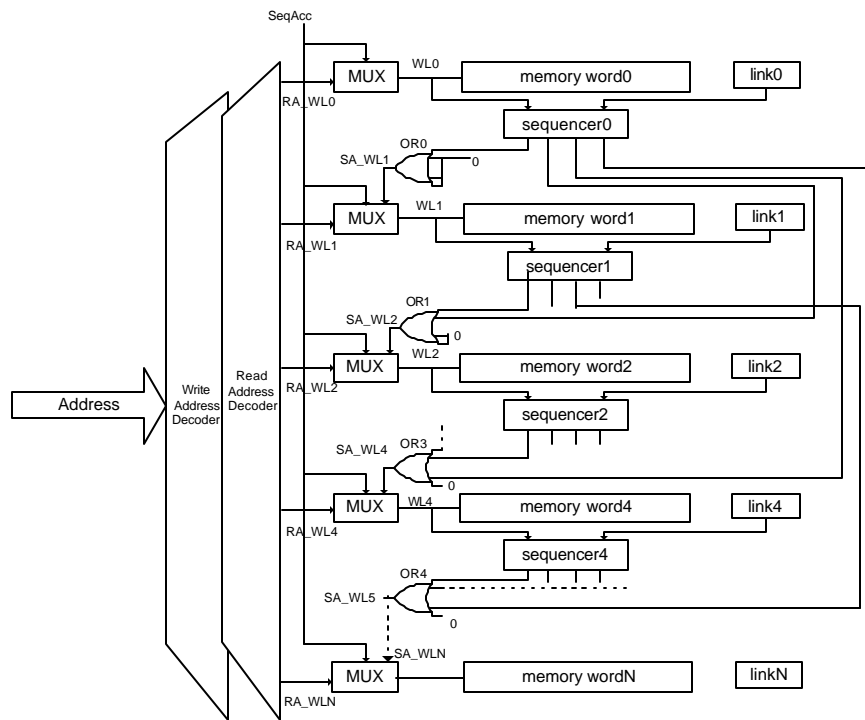 SeqAcc
MUX
WL0
memory word0
link0
RA_WL0
sequencer0
OR0
SA_WL1
0
MUX
WL1
memory word1
link1
RA_WL1
sequencer1
OR1
SA_WL2
0
WL2
MUX
memory word2
link2
RA_WL2
Address
Write
Address
Decoder
Read
Address
Decoder
sequencer2
OR3
SA_WL4
0
MUX
WL4
memory word4
link4
RA_WL4
sequencer4
OR4
SA_WL5
0
SA_WLN
MUX
memory wordN
linkN
RA_WLN